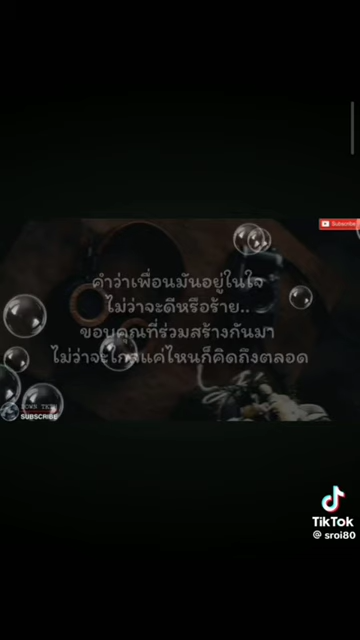 Subscribe
คำว่าเพื่อนมันอยู่ในใจ
ไม่ว่าจะดีหรือร้าย..
ขอบคุณที่ร่วมสร้างกันมา
ไม่ว่าจะไกลแค่ไหนก็คิดถึงตลอด
SUBSCRIBE
TikTok
@ sroi80